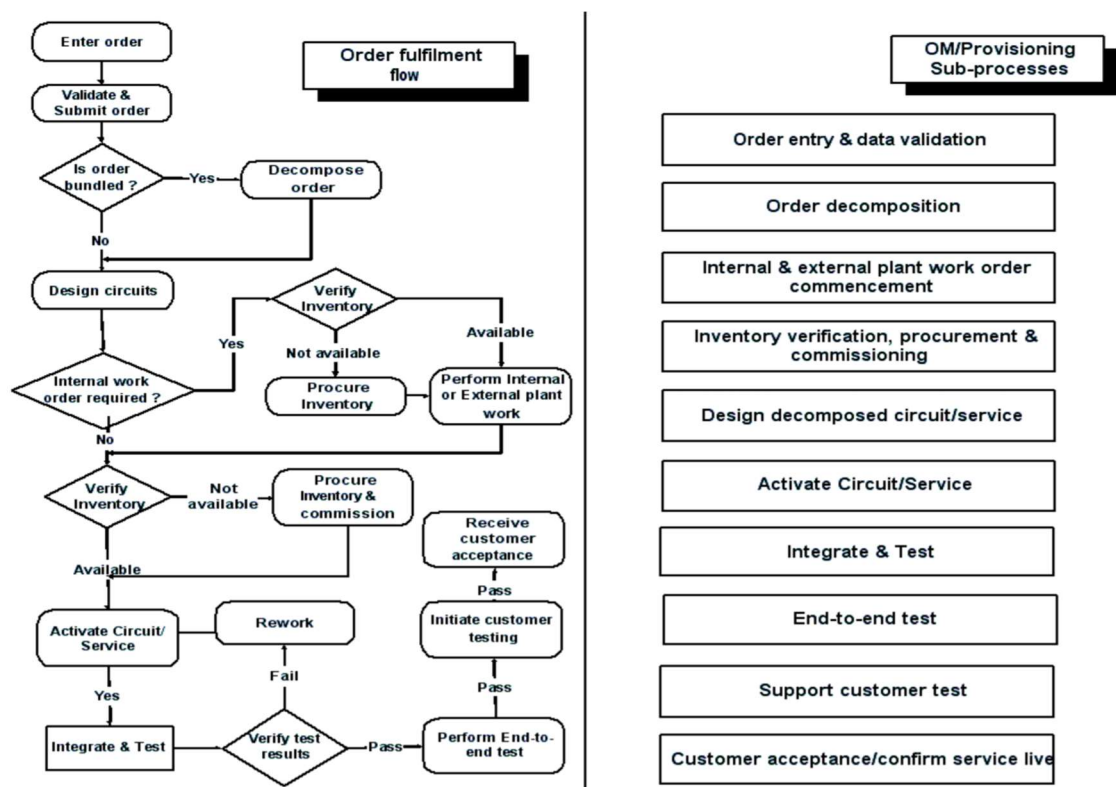 Enter order
Order fulfilment
flow
Validate &
Submit order
Is order
bundled ?
Yes
Decompose
order
No
Design circuits
Verify
Inventory
Yes
Available
Not available
Internal work
order required ?
Procure
Inventory
Perform Internal
or External plant
work
No
Verify
Inventory
Not
available
Procure
Inventory &
commission
Available
Receive
customer
acceptance
Pass
Activate Circuit/
Service
Rework
Initiate customer
testing
Yes
Fail
Pass
Integrate & Test
Verify test
results
Pass
Perform End-to-
end test
OM/Provisioning
Sub-processes
Order entry & data validation
Order decomposition
Internal & external plant work order
commencement
Inventory verification, procurement &
commissioning
Design decomposed circuit/service
Activate Circuit/Service
Integrate & Test
End-to-end test
Support customer test
Customer acceptance/confirm service live